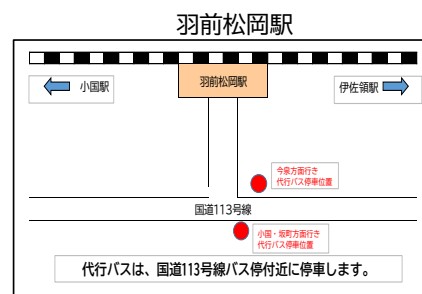 羽前松岡駅
小国駅
羽前松岡駅
伊佐領駅
今泉方面行き
代行バス停車位置
国道113号線
小国・坂町方面行き
代行バス停車位置
代行バスは、国道113号線バス停付近に停車します。